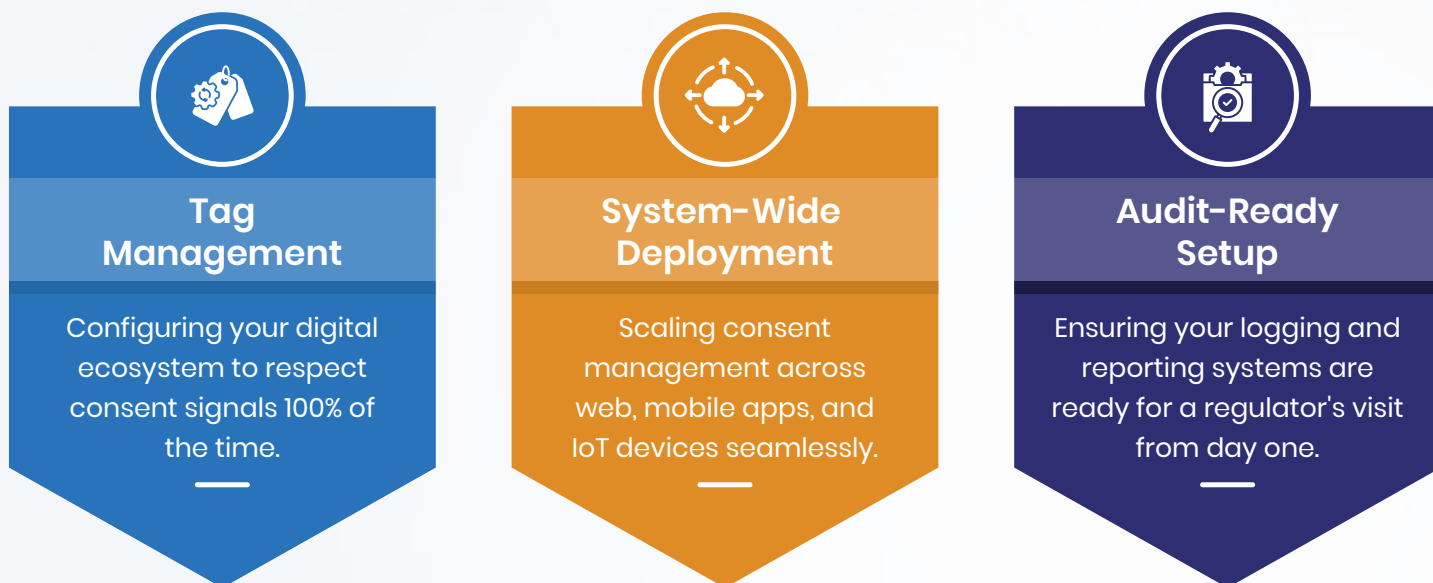 Tag
Management
Configuring your digital
ecosystem to respect
consent signals 100% of
the time.
System-Wide
Deployment
Scaling consent
management across
web, mobile apps, and
IoT devices seamlessly.
Audit-Ready
Setup
Ensuring your logging and
reporting systems are
ready for a regulator's visit
from day one.